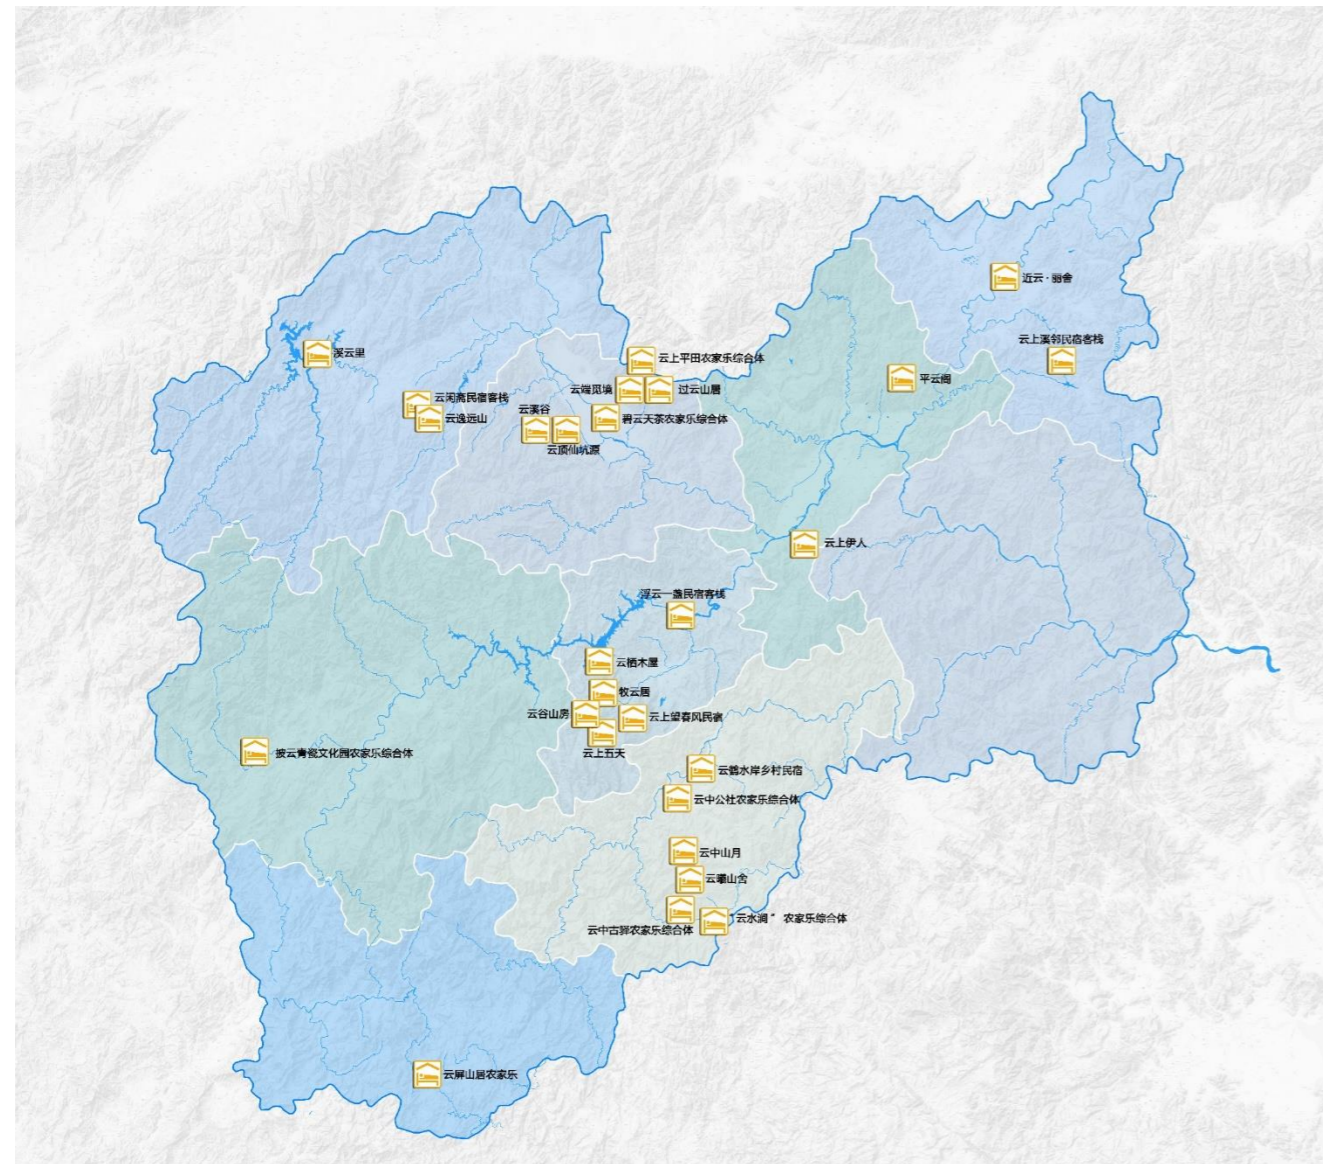 近云·丽舍
云上溪邻民宿客栈
溪云里
云上平田农家乐综合体
平云阁
云端觅境
过云山居
云闲斋民宿客栈
云溪谷
云逸远山
碧云天茶农家乐综合体
云顶仙坑源
云上伊人
浮云一盏民宿客栈
云栖木屋
牧云居
云谷山房
云上望春风民宿
披云青瓷文化园农家乐综合体
云上五天
云鹤水岸乡村民宿
云中公社农家乐综合体
云中山月
云曦山舍
"云水涧" 农家乐综合体
云中古驿农家乐综合体
云屏山居农家乐